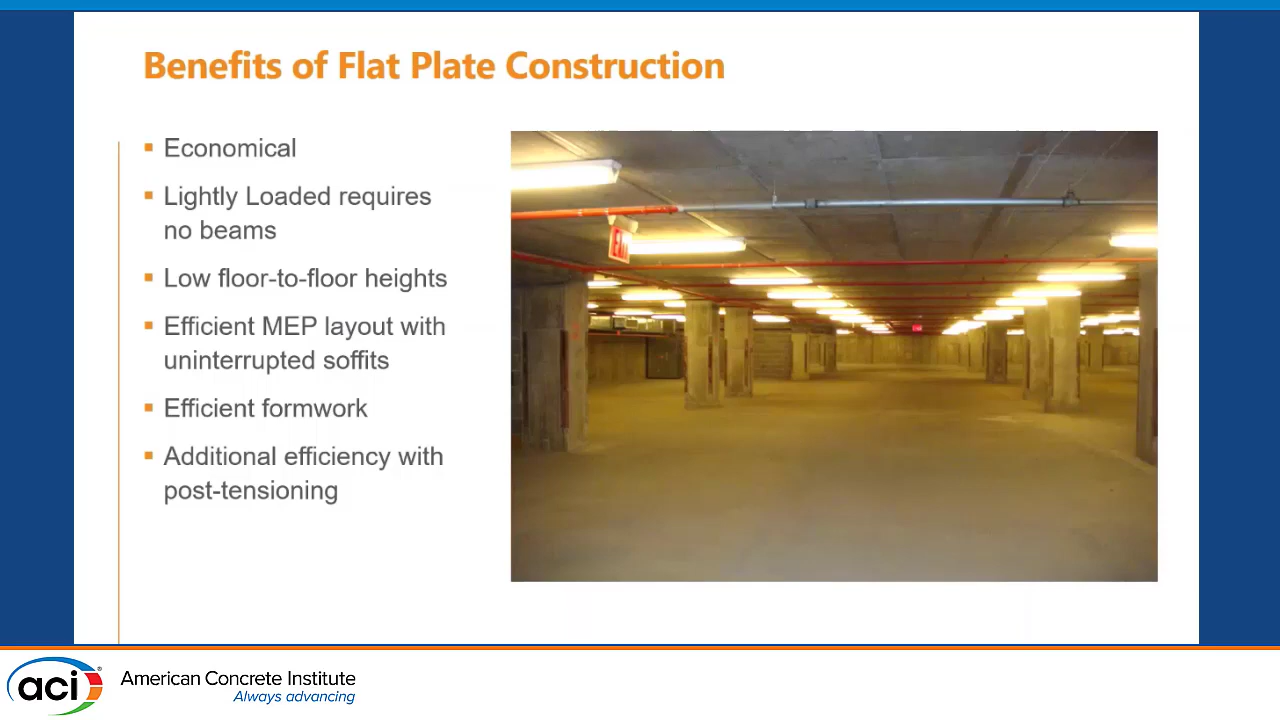 Benefits of Flat Plate Construction
Economical
Lightly Loaded requires
no beams
Low floor-to-floor heights
Efficient MEP layout with
uninterrupted soffits
Efficient formwork
Additional efficiency with
post-tensioning
EXIT
aci®
American Concrete Institute
Always advancing